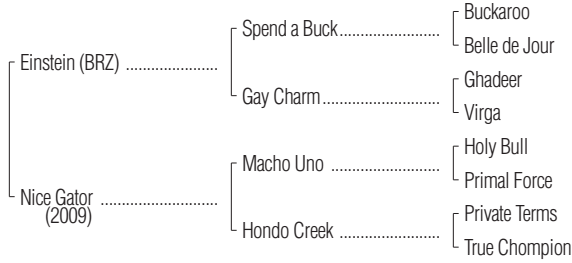 Buckaroo
Spend a Buck......................
Belle de Jour
Einstein (BRZ) ......................
Ghadeer
Gay Charm.........................
Virga
Holy Bull
Macho Uno ........................
Primal Force
Nice Gator ............................
(2009)
Private Terms
Hondo Creek ......................
True Chompion